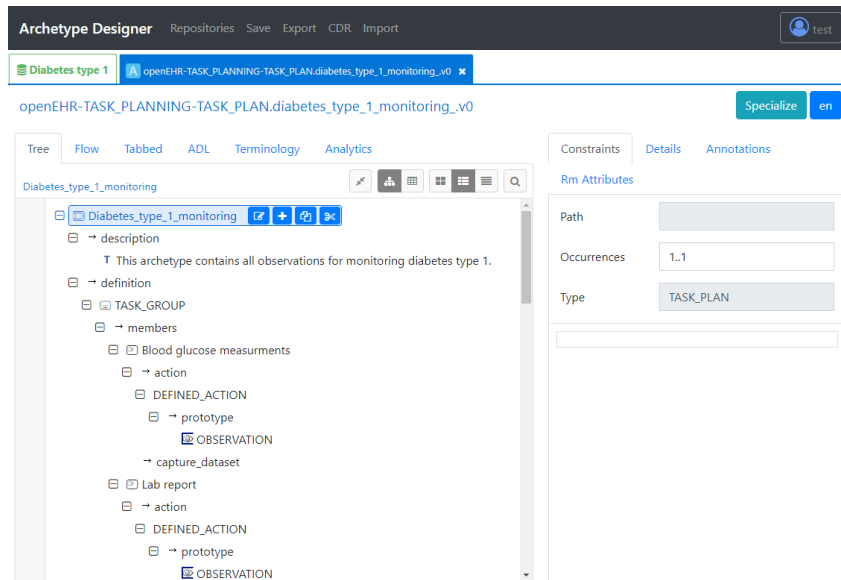 Archetype Designer Repositories Save Export CDR Import test
Diabetes type 1 A openEHR-TASK_PLANNING-TASK_PLAN.diabetes_type_1_monitoring_.v0 ×
openEHR-TASK_PLANNING-TASK_PLAN.diabetes_type_1_monitoring_.v0 Specialize en
Tree Flow Tabbed ADL Terminology Analytics
Diabetes_type_1_monitoring
Diabetes_type_1_monitoring
→ description
T This archetype contains all observations for monitoring diabetes type 1.
→ definition
TASK_GROUP
→ members
Blood glucose measurments
→ action
DEFINED_ACTION
→ prototype
OBSERVATION
→ capture_dataset
Lab report
→ action
DEFINED_ACTION
→ prototype
OBSERVATION
Constraints Details Annotations
Rm Attributes
Path
Occurrences 1..1
Type TASK_PLAN